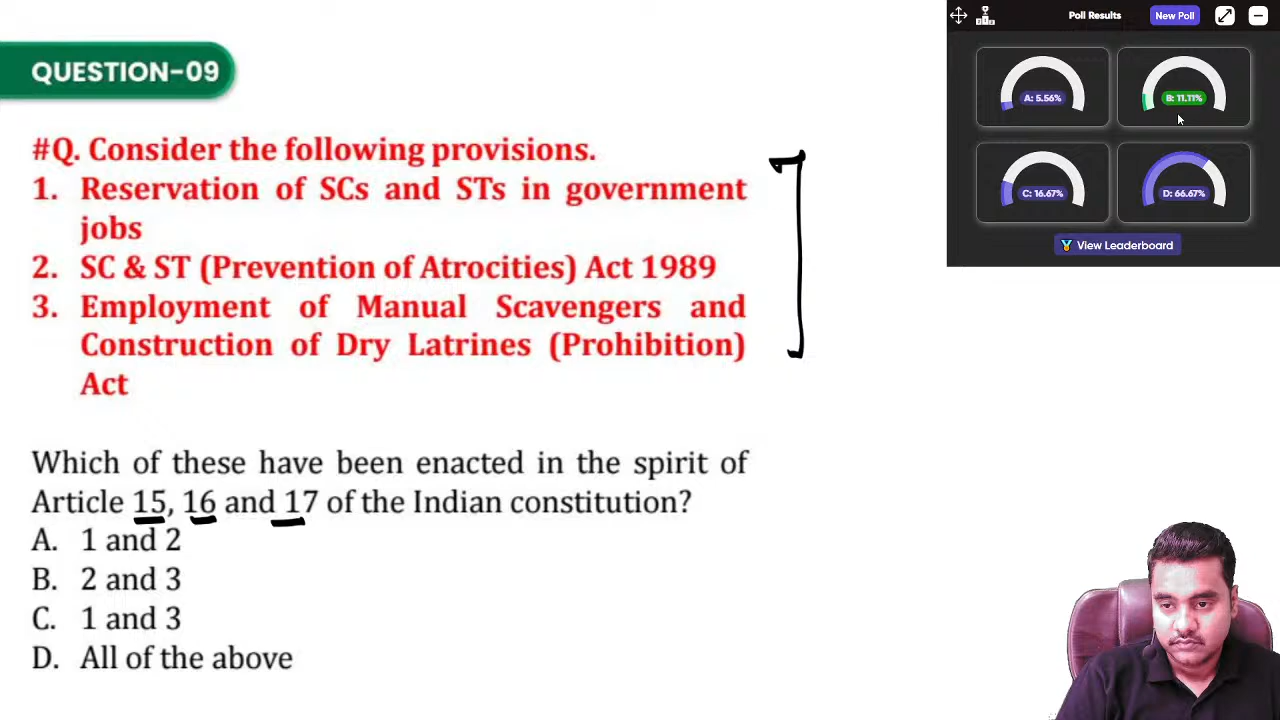 QUESTION-09
#Q. Consider the following provisions.
1. Reservation of SCs and STs in government
jobs
2. SC & ST (Prevention of Atrocities) Act 1989
3. Employment of Manual Scavengers and
Construction of Dry Latrines (Prohibition)
Act
Which of these have been enacted in the spirit of
Article 15, 16 and 17 of the Indian constitution?
A. 1 and 2
B. 2 and 3
C. 1 and 3
D. All of the above
Poll Results
New Poll
A: 5.56%
B: 11.11%
C: 16.67%
D: 66.67%
View Leaderboard